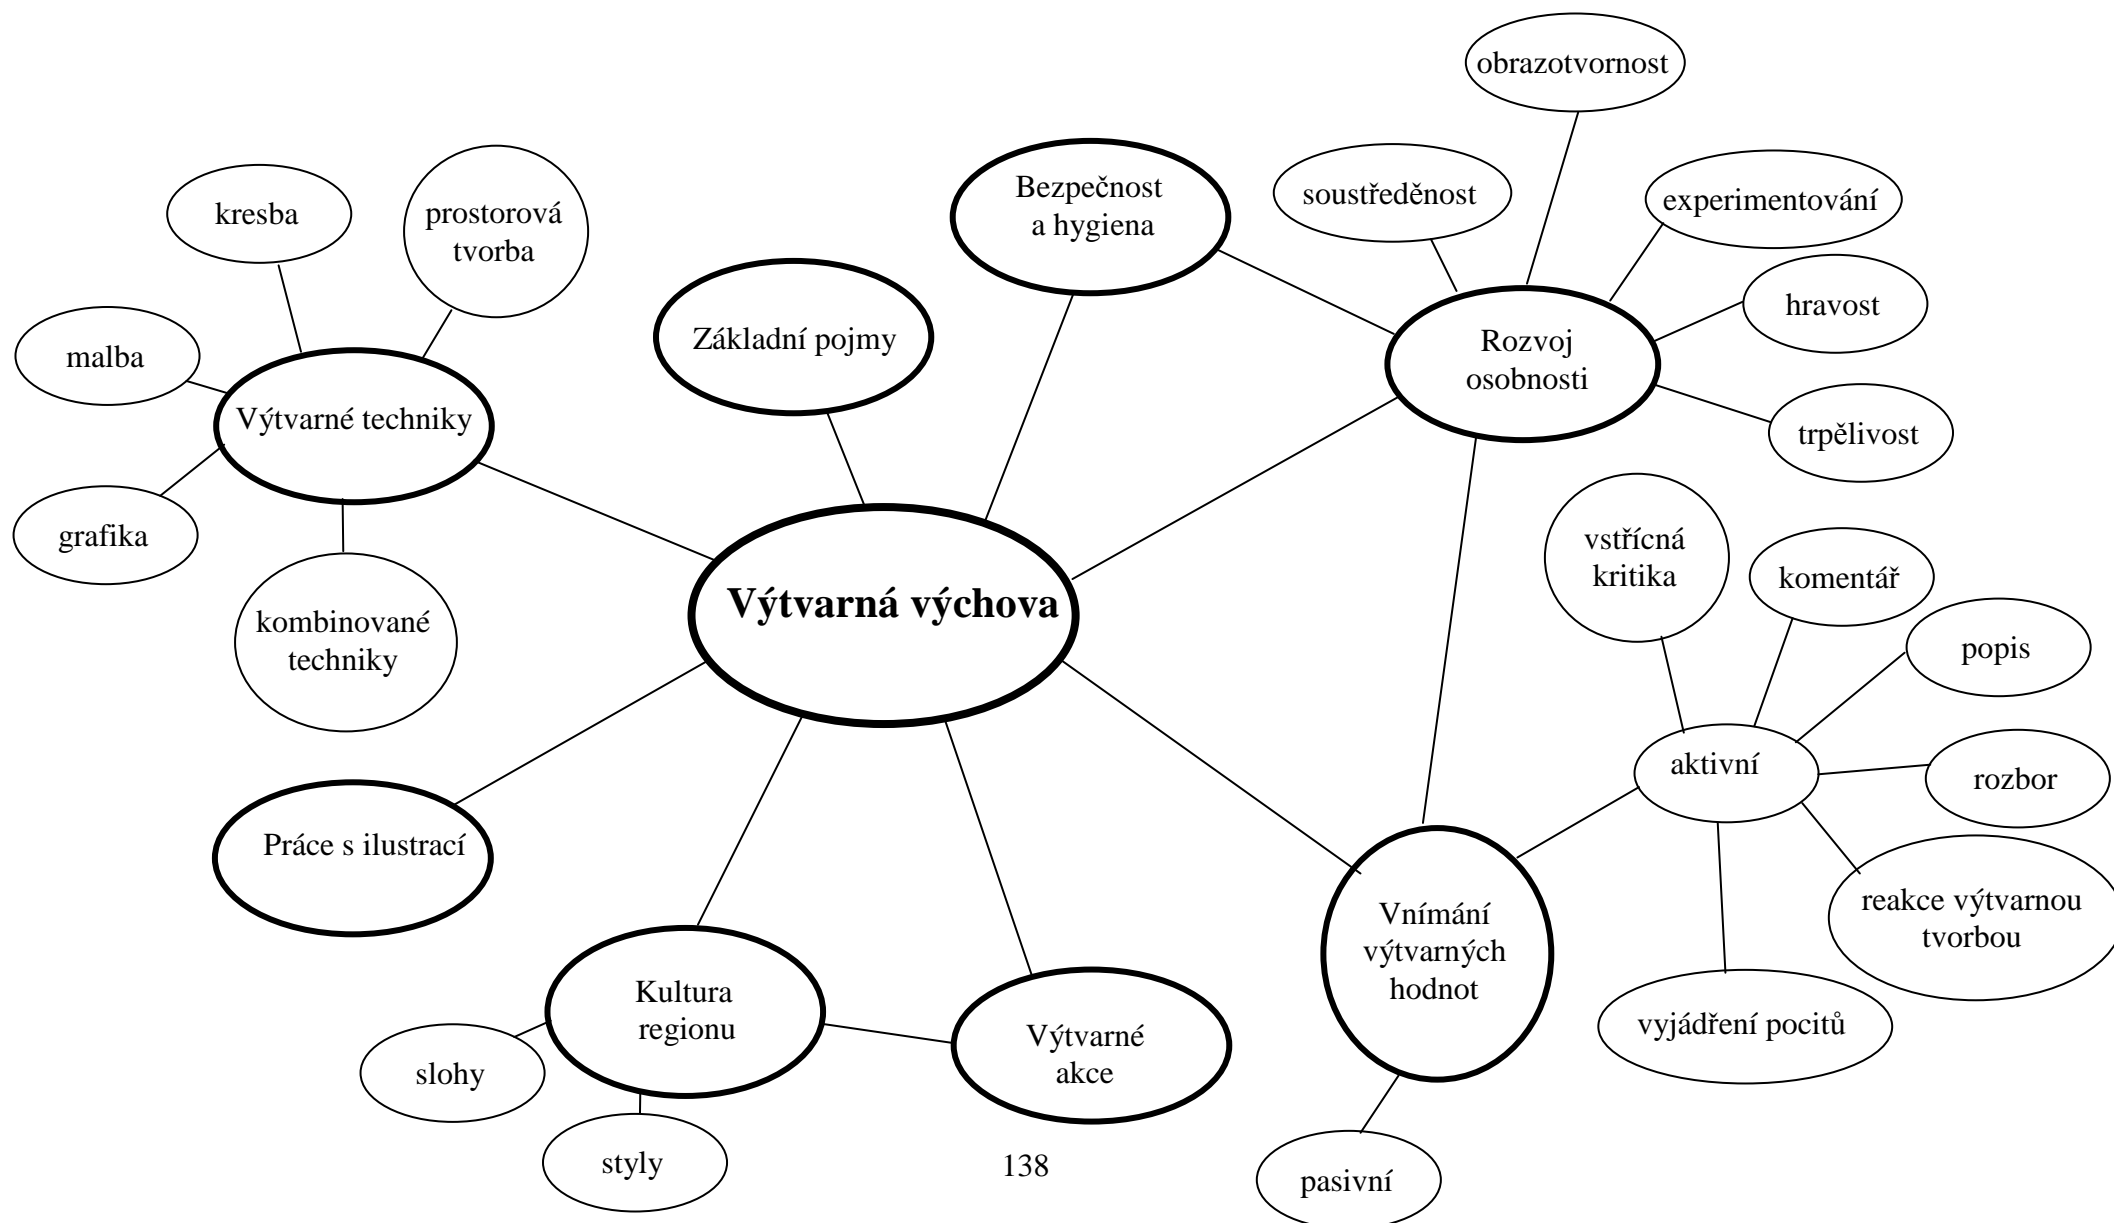 obrazotvornost
kresba
prostorová
tvorba
Bezpečnost
a hygiena
soustředěnost
experimentování
malba
Základní pojmy
hravost
Rozvoj
osobnosti
Výtvarné techniky
trpělivost
grafika
vstřícná
kritika
komentář
kombinované
techniky
Výtvarná výchova
popis
aktivní
rozbor
Práce s ilustrací
Vnímání
výtvarných
hodnot
reakce výtvarnou
tvorbou
Kultura
regionu
Výtvarné
akce
vyjádření pocitů
slohy
styly
138
pasivní